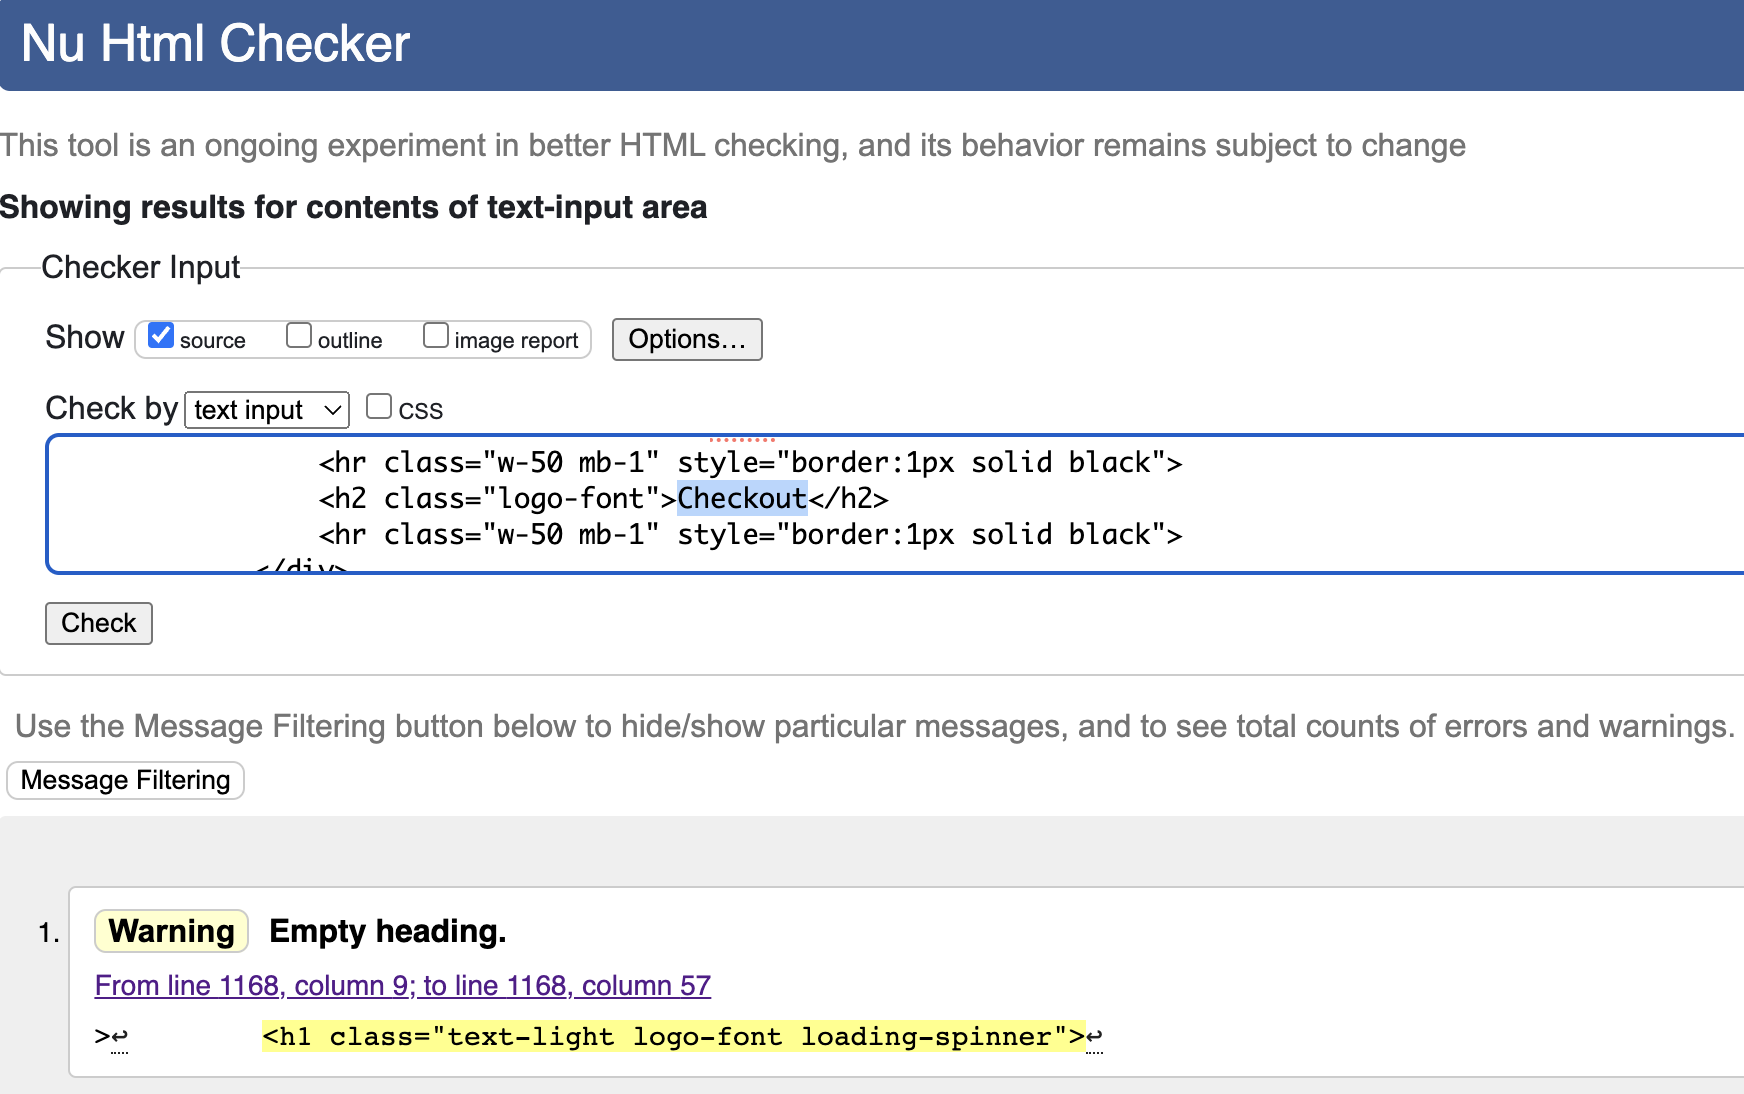 Nu Html Checker
This tool is an ongoing experiment in better HTML checking, and its behavior remains subject to change
Showing results for contents of text-input area
Checker Input
Show source outline image report Options...
Check by text input CSS
<hr class="w-50 mb-1" style="border:1px solid black">
<h2 class="logo-font">Checkout</h2>
<hr class="w-50 mb-1" style="border:1px solid black">
</div>
Check
Use the Message Filtering button below to hide/show particular messages, and to see total counts of errors and warnings.
Message Filtering
1. Warning Empty heading.
From line 1168, column 9; to line 1168, column 57
>↩ <h1 class="text-light logo-font loading-spinner">↩